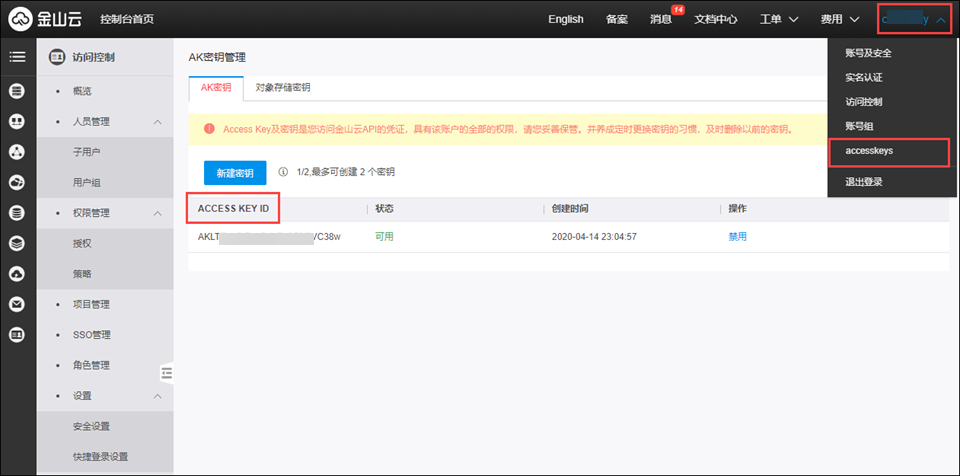 金山云 控制台首页 English 备案 消息 14 文档中心 工单 费用
账号及安全
实名认证
访问控制
账号组
accesskeys
退出登录
访问控制
概览
人员管理
子用户
用户组
权限管理
授权
策略
项目管理
SSO管理
角色管理
设置
安全设置
快捷登录设置
AK密钥管理
AK密钥 对象存储密钥
Access Key及密钥是您访问金山云API的凭证，具有该账户的全部的权限，请您妥善保管。并养成定时更换密钥的习惯，及时删除以前的密钥。
新建密钥 1/2,最多可创建 2 个密钥
ACCESS KEY ID 状态 创建时间 操作
AKLT /C38w 可用 2020-04-14 23:04:57 禁用